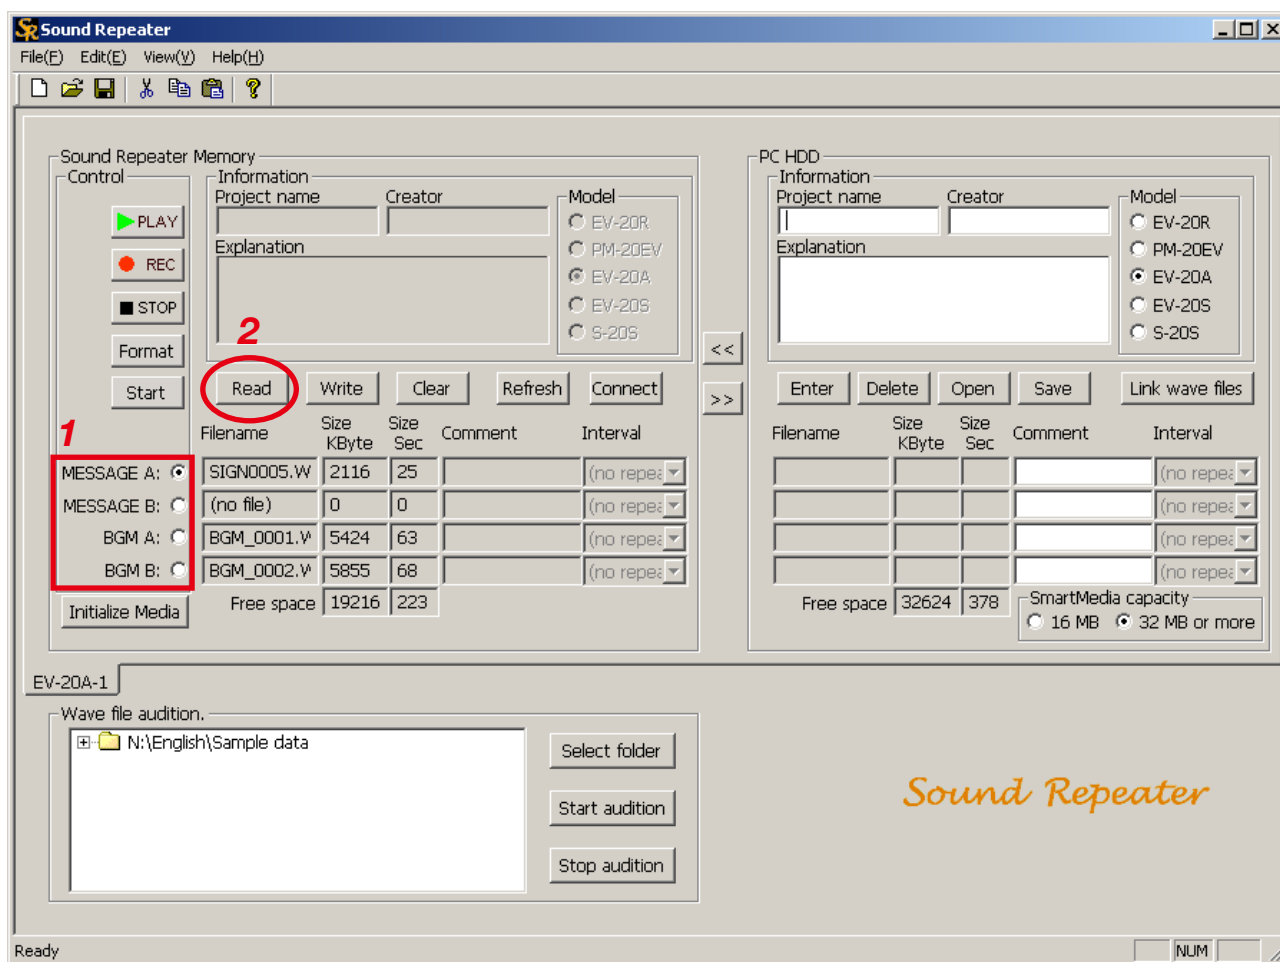 Sound Repeater
File(F) Edit(E) View(V) Help(H)
Sound Repeater Memory
Control
PLAY
REC
STOP
Format
Start
Information
Project name Creator
Explanation
Model
EV-20R
PM-20EV
EV-20A
EV-20S
S-20S
2
Read Write Clear Refresh Connect
1
Filename Size KByte Size Sec Comment Interval
MESSAGE A: SIGN0005.W 2116 25 (no repea
MESSAGE B: (no file) 0 0 (no repea
BGM A: BGM_0001.W 5424 63 (no repea
BGM B: BGM_0002.W 5855 68 (no repea
Initialize Media
Free space 19216 223
<<
>>
PC HDD
Information
Project name Creator
Explanation
Model
EV-20R
PM-20EV
EV-20A
EV-20S
S-20S
Enter Delete Open Save Link wave files
Filename Size KByte Size Sec Comment Interval
(no repea
(no repea
(no repea
(no repea
Free space 32624 378
SmartMedia capacity
16 MB 32 MB or more
EV-20A-1
Wave file audition.
N:\English\Sample data
Select folder
Start audition
Stop audition
Sound Repeater
Ready NUM